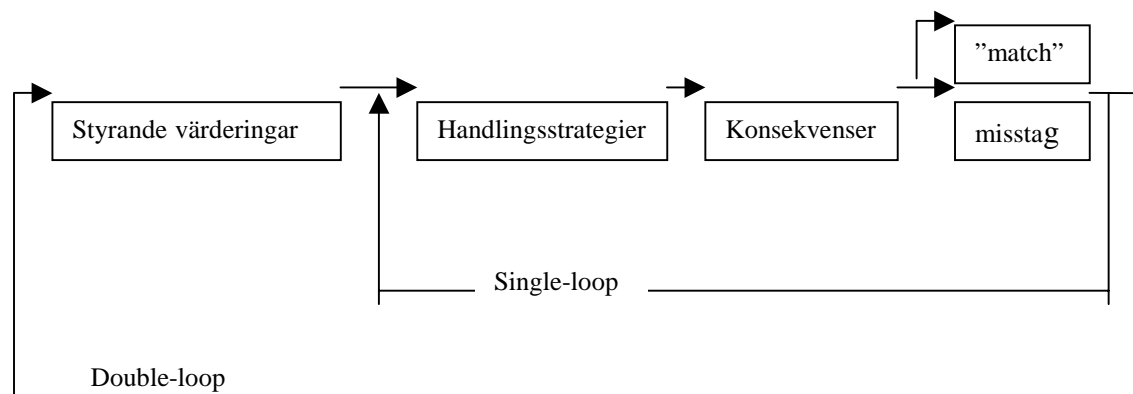 ”match”
Styrande värderingar
Handlingsstrategier
Konsekvenser
misstag
Single-loop
Double-loop